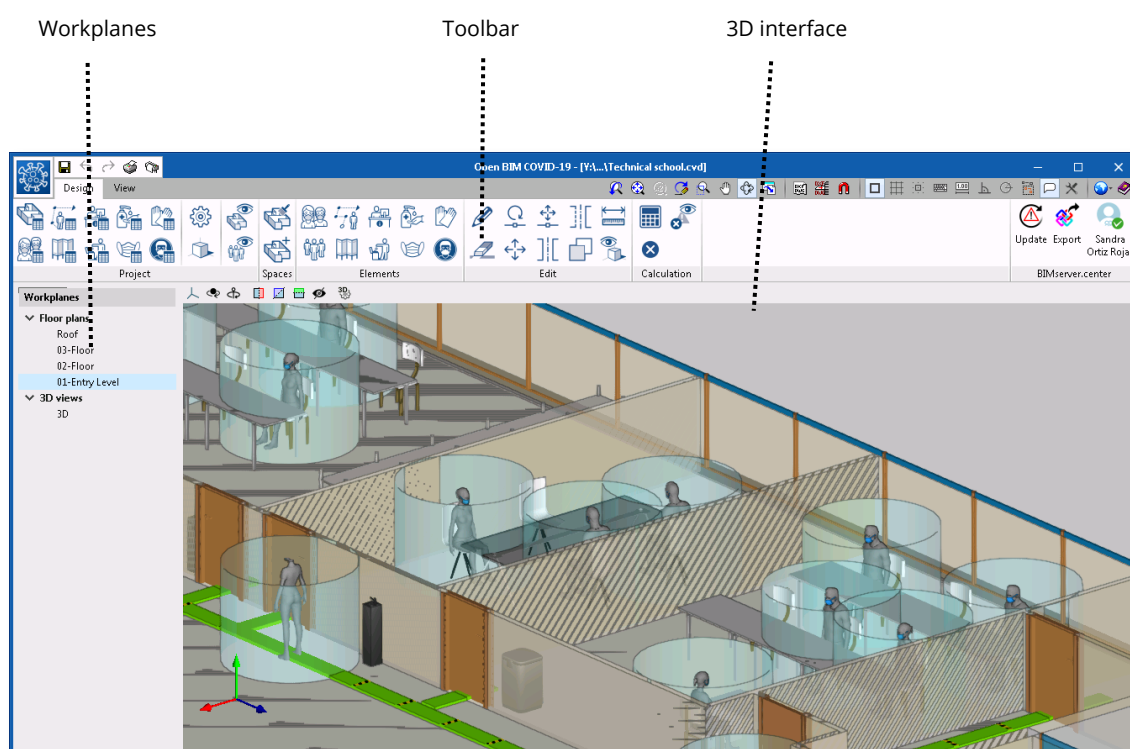 Workplanes Toolbar 3D interface
Open BIM COVID-19 - [Y:\...\Technical school.cvd]
Design View
Update Export Sandra
Ortiz Roja
Project Spaces Elements Edit Calculation BIMserver.center
Workplanes
Floor plans
Roof
03-Floor
02-Floor
01-Entry Level
3D views
3D